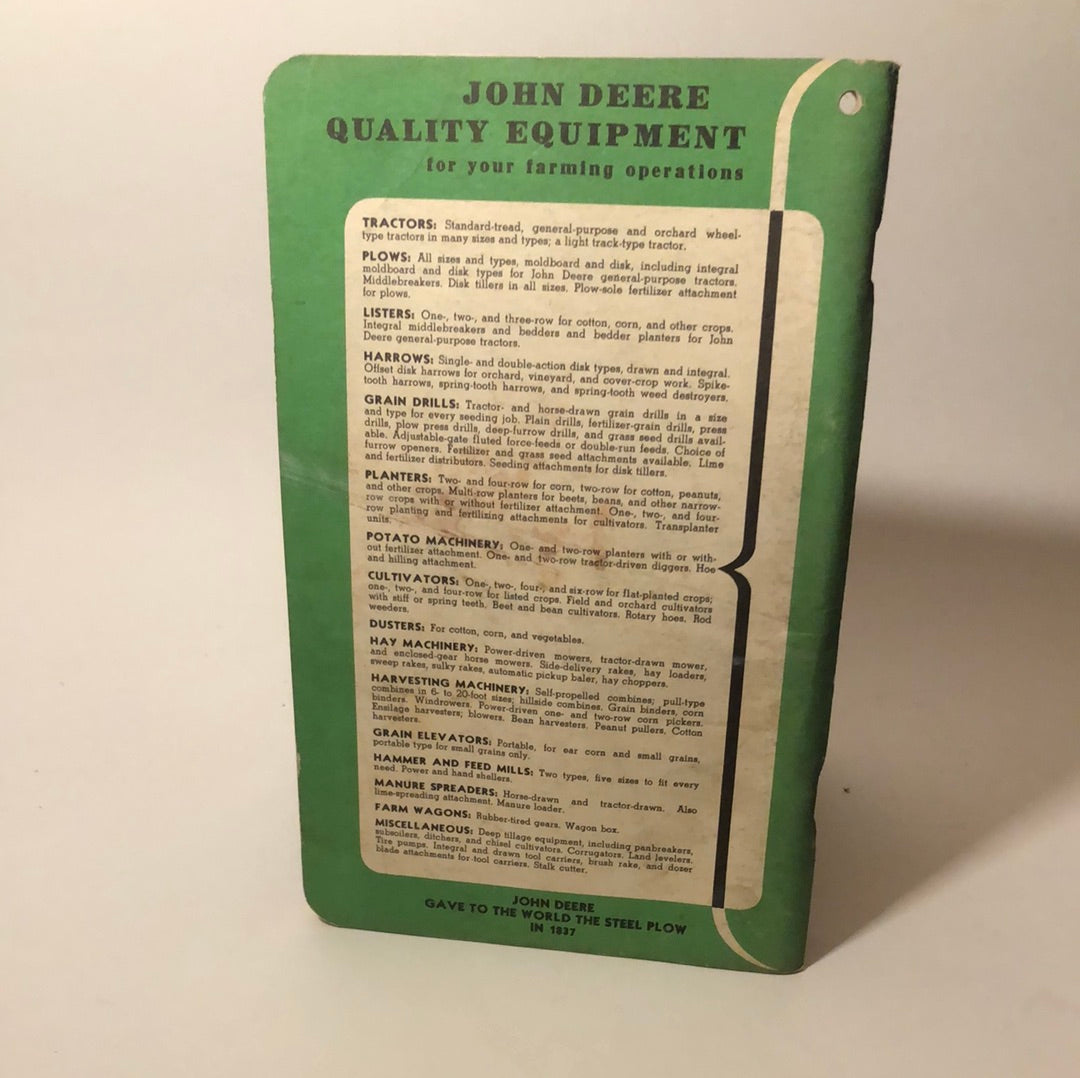 JOHN DEERE
QUALITY EQUIPMENT
for your farming operations
TRACTORS: Standard-tread, general-purpose and orchard wheel-
type tractors in many sizes and types; a light track-type tractor.
PLOWS: All sizes and types, moldboard and disk, including integral
moldboard and disk types for John Deere general-purpose tractors.
Middlebreakers. Disk tillers in all sizes. Plow-sole fertilizer attachment
for plows.
LISTERS: One-, two-, and three-row for cotton, corn, and other crops.
Integral middlebreakers and bedders and bedder planters for John
Deere general-purpose tractors.
HARROWS: Single- and double-action disk types, drawn and integral.
Offset disk harrows for orchard, vineyard, and cover-crop work. Spike-
tooth harrows, spring-tooth harrows, and spring-tooth weed destroyers.
GRAIN DRILLS: Tractor- and horse-drawn grain drills in a size
and type for every seeding job. Plain drills, fertilizer-grain drills, press
drills, plow press drills, deep-furrow drills, and grass seed drills avail-
able. Adjustable-gate fluted force-feeds or double-run feeds. Choice of
furrow openers. Fertilizer and grass seed attachments available. Lime
and fertilizer distributors. Seeding attachments for disk tillers.
PLANTERS: Two- and four-row for corn, two-row for cotton, peanuts,
and other crops. Multi-row planters for beets, beans, and other narrow-
row crops with or without fertilizer attachment. One-, two-, and four-
row planting and fertilizing attachments for cultivators. Transplanter
units.
POTATO MACHINERY: One- and two-row planters with or with-
out fertilizer attachment. One- and two-row tractor-driven diggers. Hoe
and hilling attachment.
CULTIVATORS: One-, two-, four-, and six-row for flat-planted crops;
one-, two-, and four-row for listed crops. Field and orchard cultivators
with stiff or spring teeth. Beet and bean cultivators. Rotary hoes. Rod
weeders.
DUSTERS: For cotton, corn, and vegetables.
HAY MACHINERY: Power-driven mowers, tractor-drawn mower,
and enclosed-gear horse mowers. Side-delivery rakes, hay loaders,
sweep rakes, sulky rakes, automatic pickup baler, hay choppers.
HARVESTING MACHINERY: Self-propelled combines; pull-type
combines in 6- to 20-foot sizes; hillside combines. Grain binders, corn
binders. Windrowers. Power-driven one- and two-row corn pickers.
Ensilage harvesters; blowers. Bean harvesters. Peanut pullers. Cotton
harvesters.
GRAIN ELEVATORS: Portable, for ear corn and small grains,
portable type for small grains only.
HAMMER AND FEED MILLS: Two types, five sizes to fit every
need. Power and hand shellers.
MANURE SPREADERS: Horse-drawn and tractor-drawn. Also
lime-spreading attachment. Manure loader.
FARM WAGONS: Rubber-tired gears. Wagon box.
MISCELLANEOUS: Deep tillage equipment, including panbreakers,
subsoilers, ditchers, and chisel cultivators. Corrugators. Land levelers.
Tire pumps. Integral and drawn tool carriers, brush rake, and dozer
blade attachments for tool carriers. Stalk cutter.
JOHN DEERE
GAVE TO THE WORLD THE STEEL PLOW
IN 1837